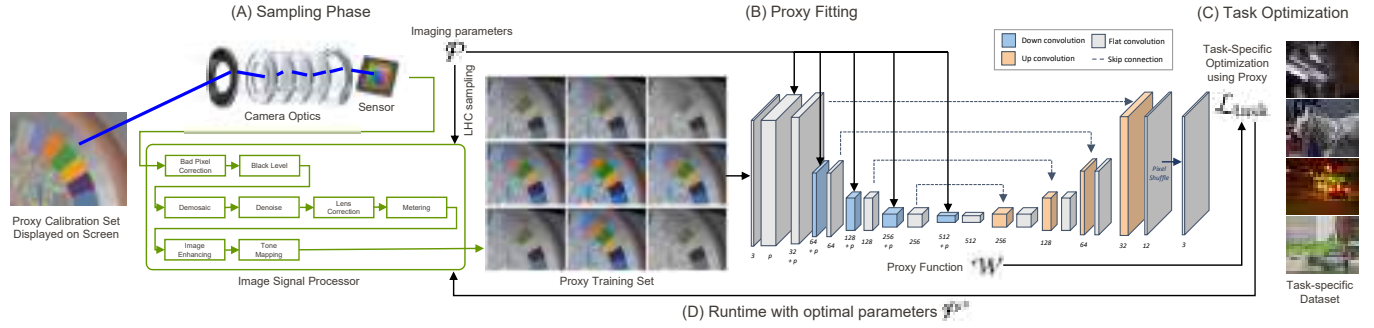 (A) Sampling Phase
(B) Proxy Fitting
(C) Task Optimization
Imaging parameters
LHC sampling
Camera Optics
Sensor
Proxy Calibration Set
Displayed on Screen
Bad Pixel
Correction
Black Level
Demosaic
Denoise
Lens
Correction
Metering
Image
Enhancing
Tone
Mapping
Image Signal Processor
Proxy Training Set
Down convolution
Flat convolution
Up convolution
Skip connection
Pixel
Shuffle
3
p
32
+ p
64
+ p
64
128
+ p
128
256
+ p
256
512
+ p
512
256
128
64
32
12
3
Proxy Function W
Task-Specific
Optimization
using Proxy
Task-specific
Dataset
(D) Runtime with optimal parameters